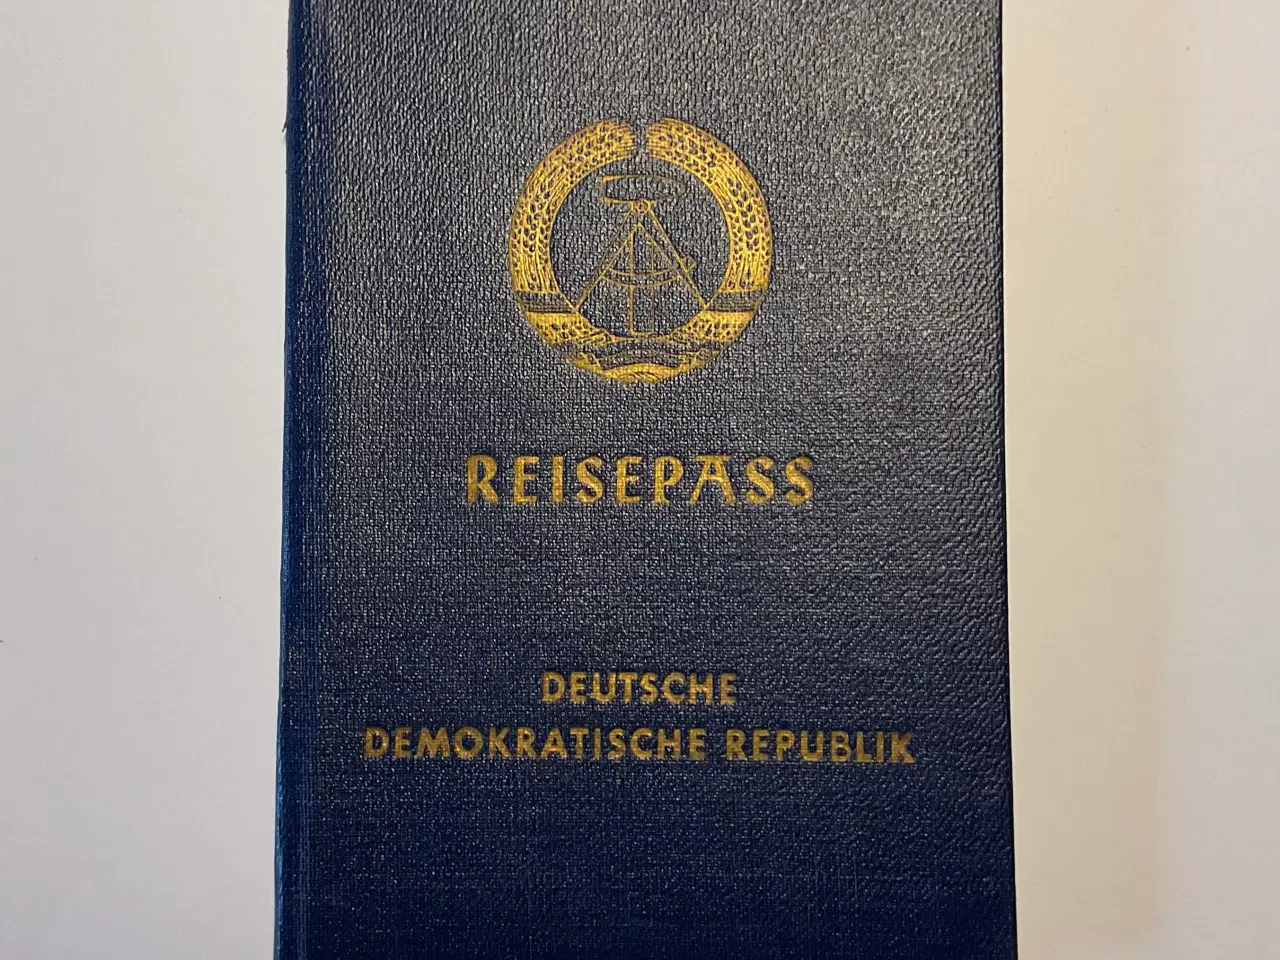 REISEPASS
DEUTSCHE
DEMOKRATISCHE REPUBLIK